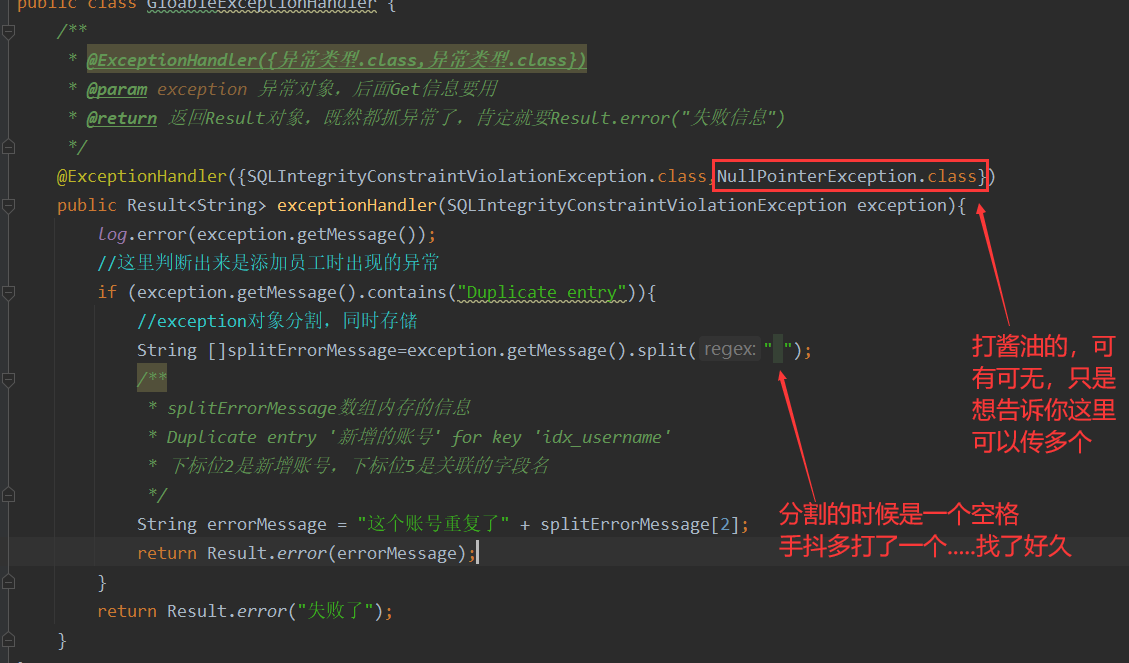 public class GloableExceptionHandler {
/**
* @ExceptionHandler({异常类型.class,异常类型.class})
* @param exception 异常对象，后面Get信息要用
* @return 返回Result对象，既然都抓异常了，肯定就要Result.error("失败信息")
*/
@ExceptionHandler({SQLIntegrityConstraintViolationException.class,NullPointerException.class})
public Result<String> exceptionHandler(SQLIntegrityConstraintViolationException exception){
log.error(exception.getMessage());
//这里判断出来是添加员工时出现的异常
if (exception.getMessage().contains("Duplicate entry")){
//exception对象分割，同时存储
String []splitErrorMessage=exception.getMessage().split( regex: " ");
/**
* splitErrorMessage数组内存的信息
* Duplicate entry '新增的账号' for key 'idx_username'
* 下标位2是新增账号，下标位5是关联的字段名
*/
String errorMessage = "这个账号重复了" + splitErrorMessage[2];
return Result.error(errorMessage);
}
return Result.error("失败了");
}
打酱油的，可
有可无，只是
想告诉你这里
可以传多个
分割的时候是一个空格
手抖多打了一个.....找了好久